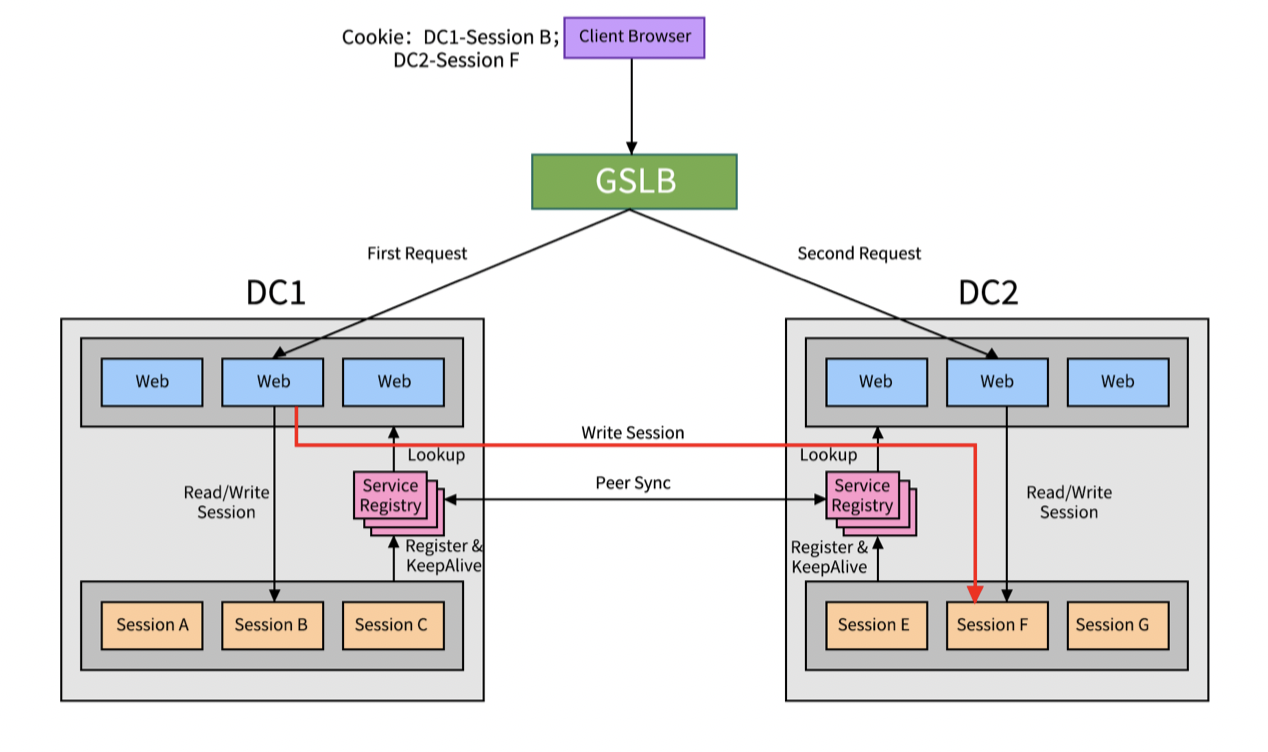 Cookie：DC1-Session B；
DC2-Session F
Client Browser
GSLB
First Request
Second Request
DC1
DC2
Web
Web
Web
Web
Web
Web
Write Session
Lookup
Lookup
Read/Write
Session
Service
Registry
Peer Sync
Service
Registry
Read/Write
Session
Register &
KeepAlive
Register &
KeepAlive
Session A
Session B
Session C
Session E
Session F
Session G